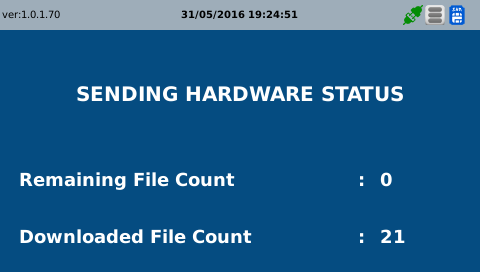 ver:1.0.1.70 31/05/2016 19:24:51
SENDING HARDWARE STATUS
Remaining File Count : 0
Downloaded File Count : 21